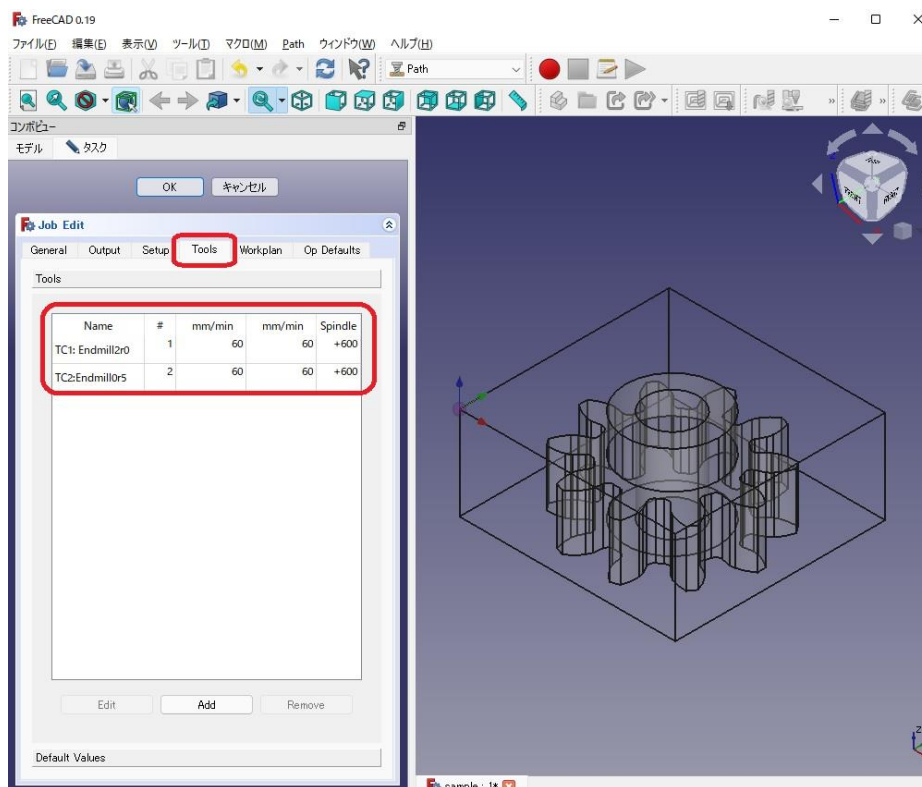 FreeCAD 0.19
ファイル(F) 編集(E) 表示(V) ツール(T) マクロ(M) Path ウィンドウ(W) ヘルプ(H)
Path
コンボビュー
モデル タスク
OK キャンセル
Job Edit
General Output Setup Tools Workplan Op Defaults
Tools
Name # mm/min mm/min Spindle
TC1: Endmill2r0 1 60 60 +600
TC2:Endmill0r5 2 60 60 +600
Edit Add Remove
Default Values
sample : 1*
Z